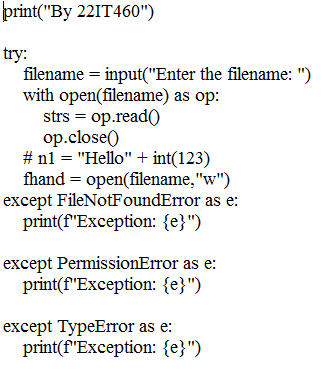 print("By 22IT460")
try:
filename = input("Enter the filename: ")
with open(filename) as op:
strs = op.read()
op.close()
# n1 = "Hello" + int(123)
fhand = open(filename,"w")
except FileNotFoundError as e:
print(f"Exception: {e}")
except PermissionError as e:
print(f"Exception: {e}")
except TypeError as e:
print(f"Exception: {e}")